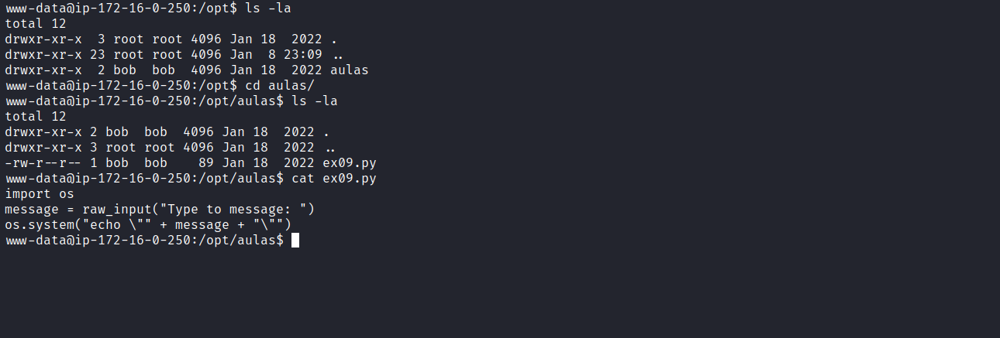 www-data@ip-172-16-0-250:/opt$ ls -la
total 12
drwxr-xr-x  3 root root 4096 Jan 18  2022 .
drwxr-xr-x 23 root root 4096 Jan  8 23:09 ..
drwxr-xr-x  2 bob  bob  4096 Jan 18  2022 aulas
www-data@ip-172-16-0-250:/opt$ cd aulas/
www-data@ip-172-16-0-250:/opt/aulas$ ls -la
total 12
drwxr-xr-x 2 bob  bob  4096 Jan 18  2022 .
drwxr-xr-x 3 root root 4096 Jan 18  2022 ..
-rw-r--r-- 1 bob  bob    89 Jan 18  2022 ex09.py
www-data@ip-172-16-0-250:/opt/aulas$ cat ex09.py
import os
message = raw_input("Type to message: ")
os.system("echo \"" + message + "\"")
www-data@ip-172-16-0-250:/opt/aulas$